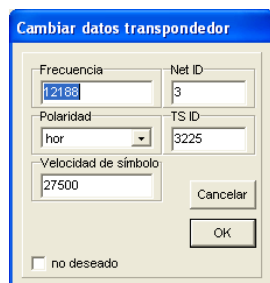 Cambiar datos transpondedor
Frecuencia
12188
Net ID
3
Polaridad
hor
TS ID
3225
Velocidad de símbolo
27500
Cancelar
OK
no deseado